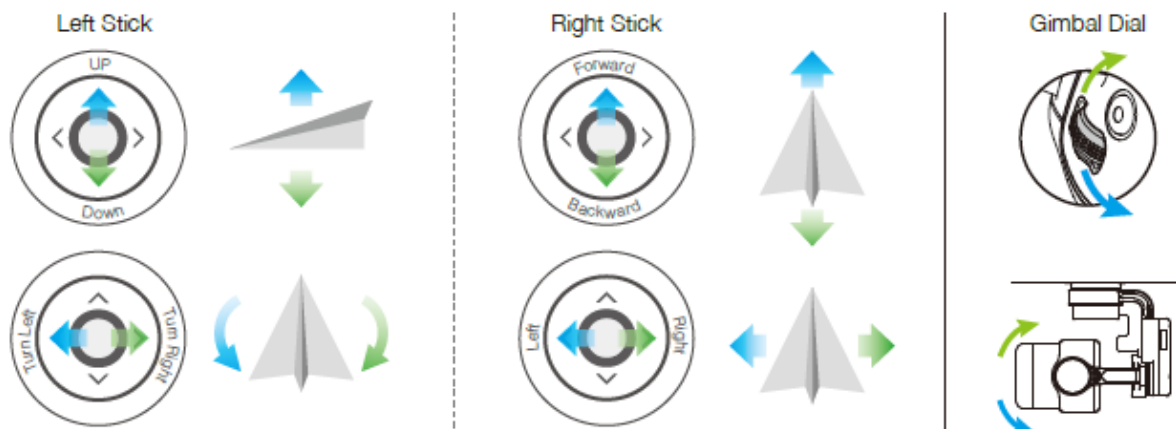 Left Stick
UP
Down
Turn Left
Turn Right
Right Stick
Forward
Backward
Left
Right
Gimbal Dial